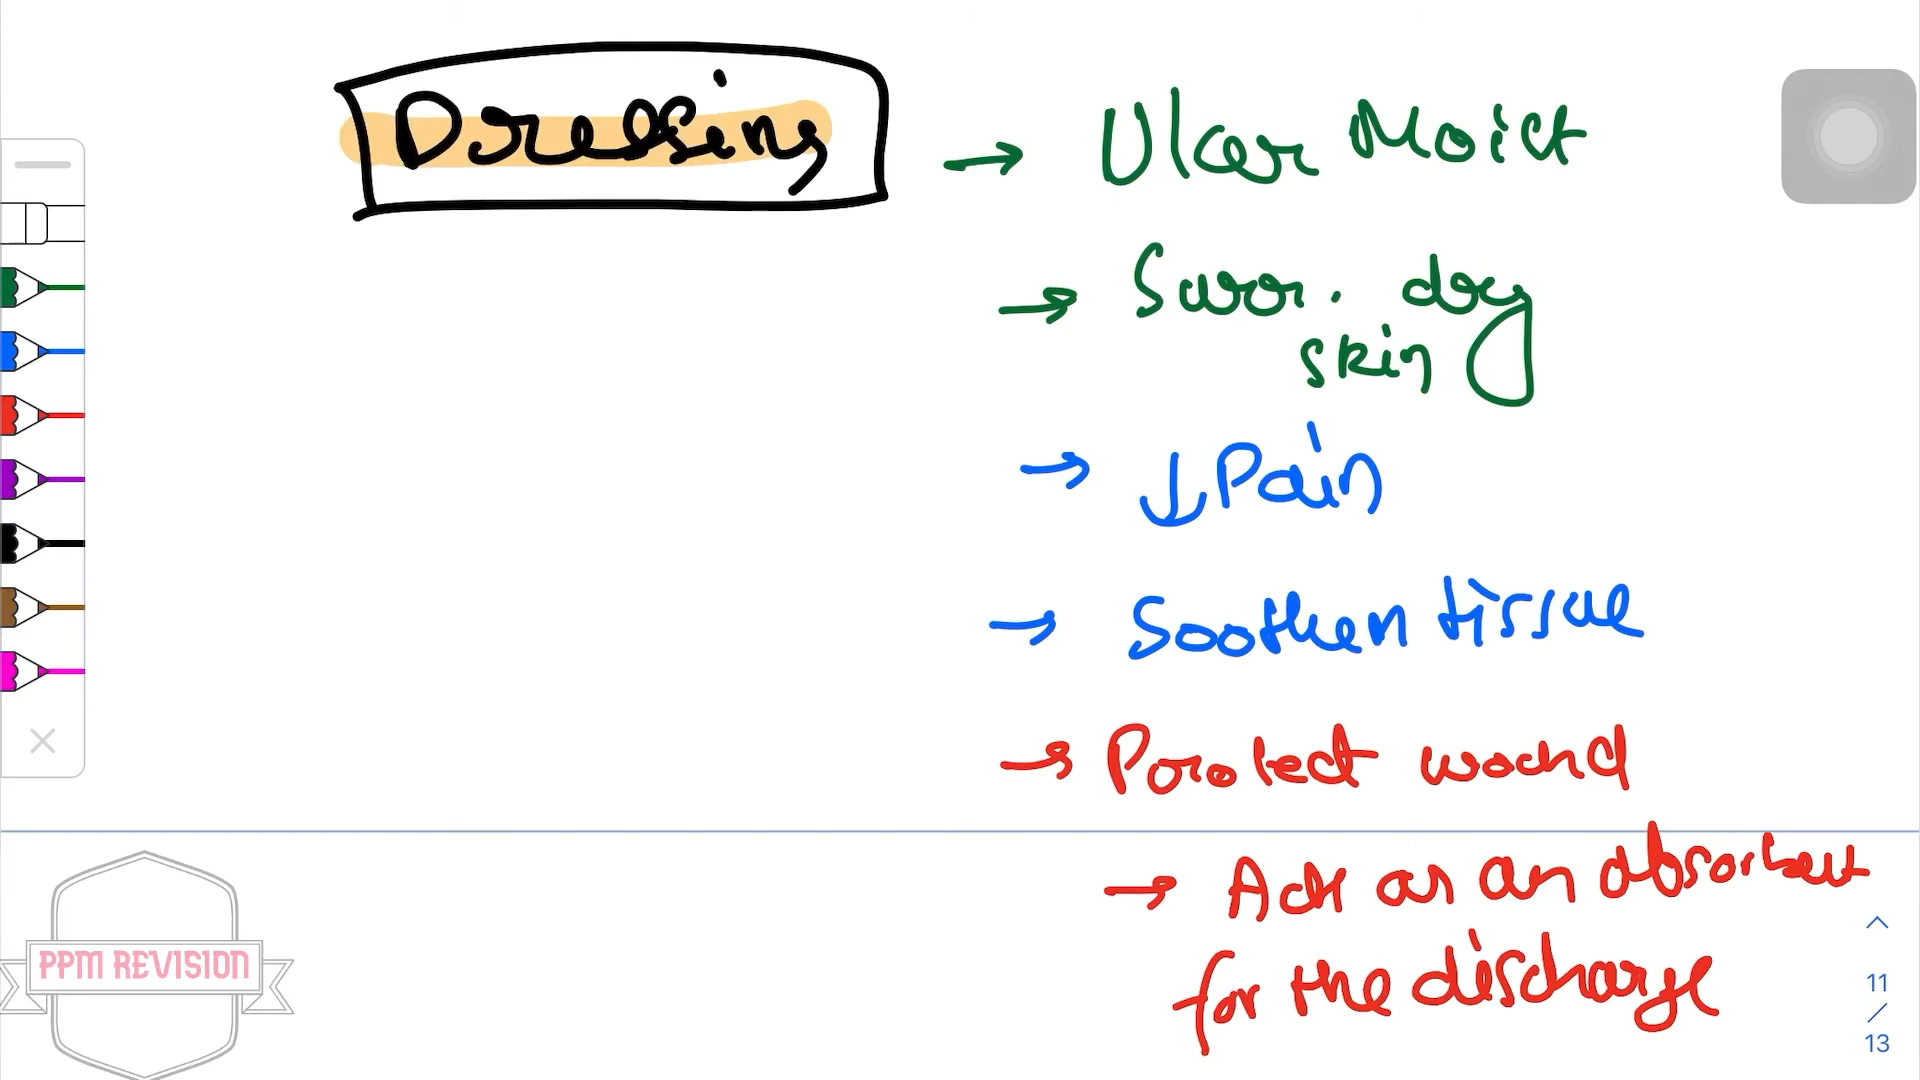 Dressing
→ Ulcer Moist
→ Surr. dry
skin
→ ↓ Pain
→ Soothen tissue
→ Protect wound
→ Act as an absorbent
for the discharge
PPM REVISION
11
/
13